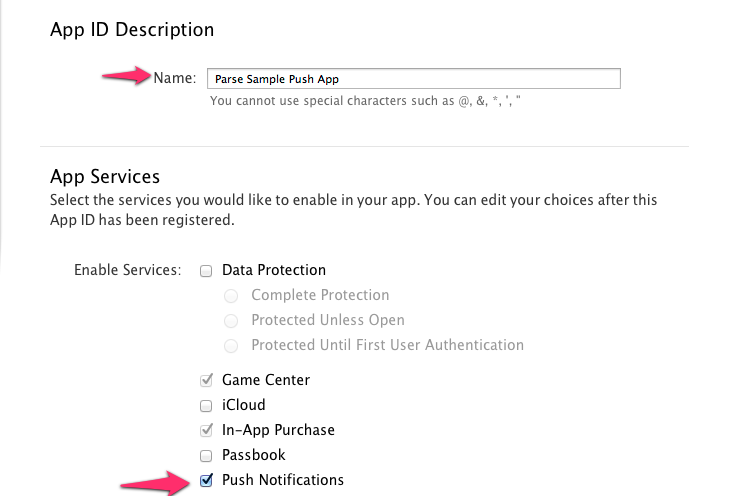 App ID Description
Name: Parse Sample Push App
You cannot use special characters such as @, &, *, ', "
App Services
Select the services you would like to enable in your app. You can edit your choices after this
App ID has been registered.
Enable Services: Data Protection
Complete Protection
Protected Unless Open
Protected Until First User Authentication
Game Center
iCloud
In-App Purchase
Passbook
Push Notifications